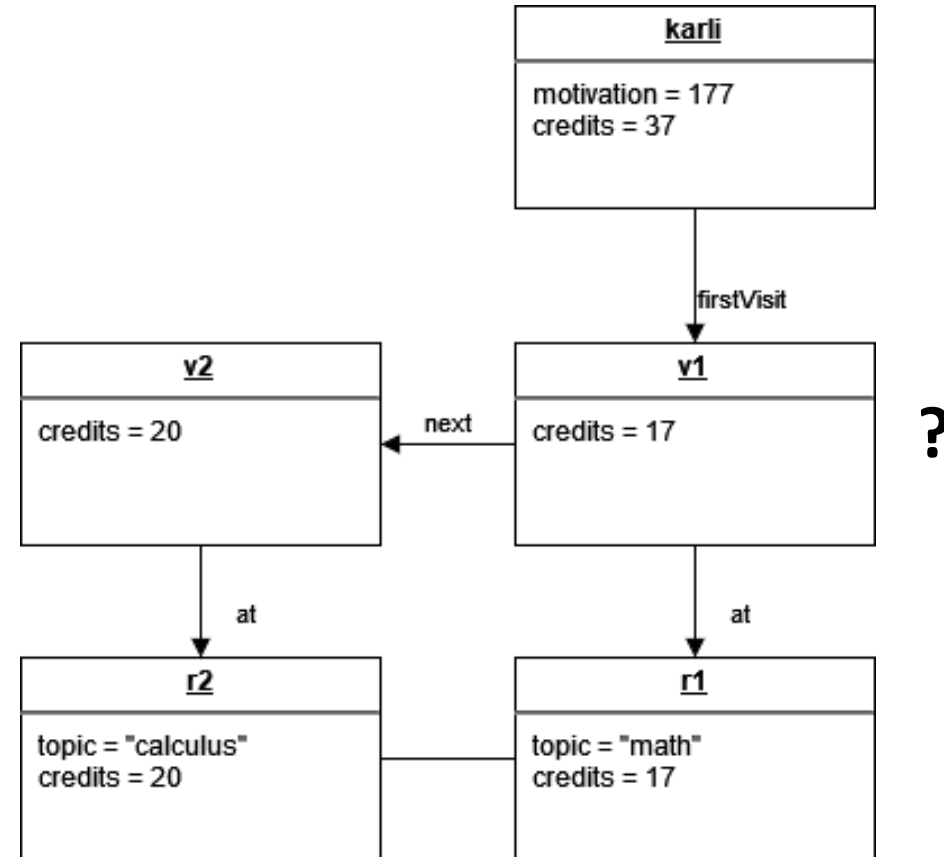 karli
motivation = 177
credits = 37
firstVisit
v2
credits = 20
next
v1
credits = 17
?
at
at
r2
topic = "calculus"
credits = 20
r1
topic = "math"
credits = 17